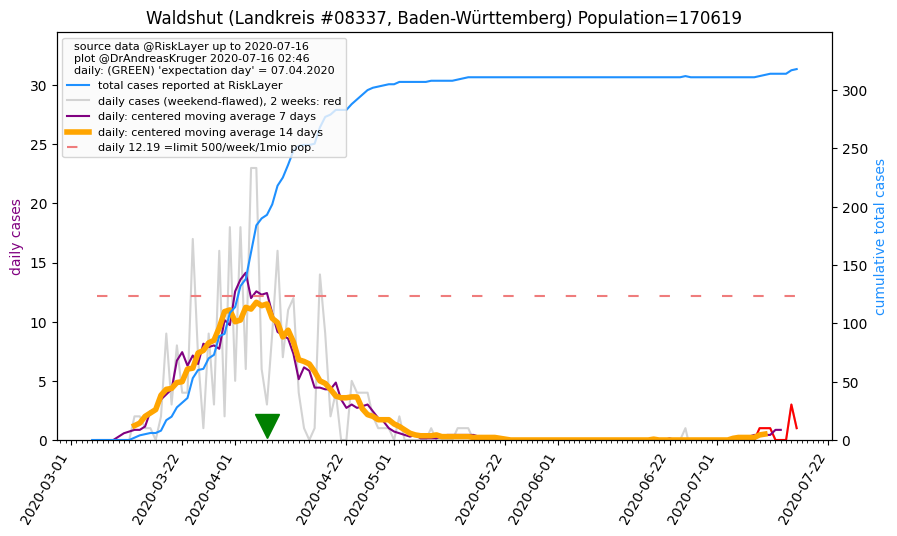 Waldshut (Landkreis #08337, Baden-Württemberg) Population=170619
source data @RiskLayer up to 2020-07-16
plot @DrAndreasKruger 2020-07-16 02:46
daily: (GREEN) 'expectation day' = 07.04.2020
total cases reported at RiskLayer
daily cases (weekend-flawed), 2 weeks: red
daily: centered moving average 7 days
daily: centered moving average 14 days
daily 12.19 =limit 500/week/1mio pop.
daily cases
0
5
10
15
20
25
30
cumulative total cases
0
50
100
150
200
250
300
2020-03-01
2020-03-22
2020-04-01
2020-04-22
2020-05-01
2020-05-22
2020-06-01
2020-06-22
2020-07-01
2020-07-22